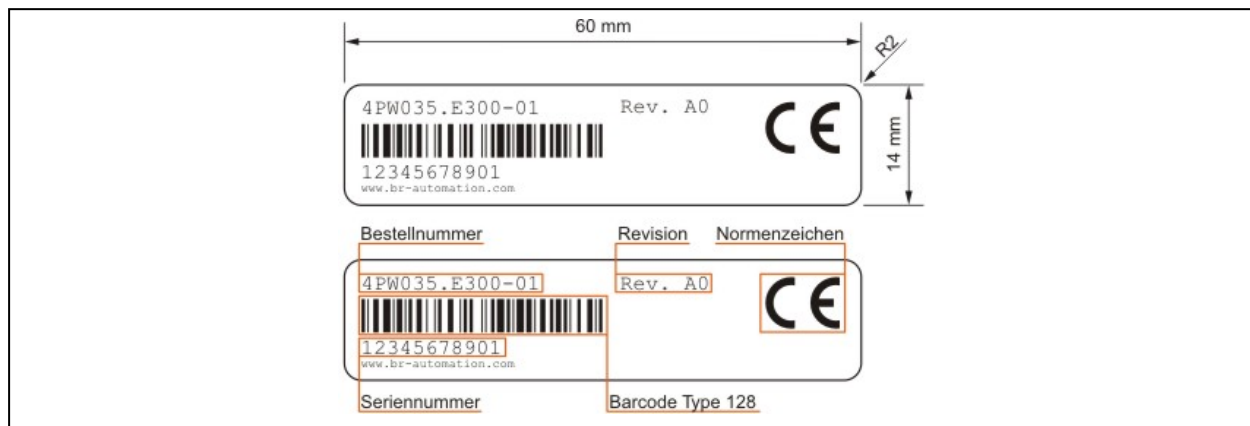 60 mm
R2
4PW035.E300-01 Rev. A0
CE
14 mm
12345678901
www.br-automation.com
Bestellnummer Revision Normenzeichen
4PW035.E300-01 Rev. A0
CE
12345678901
www.br-automation.com
Seriennummer Barcode Type 128